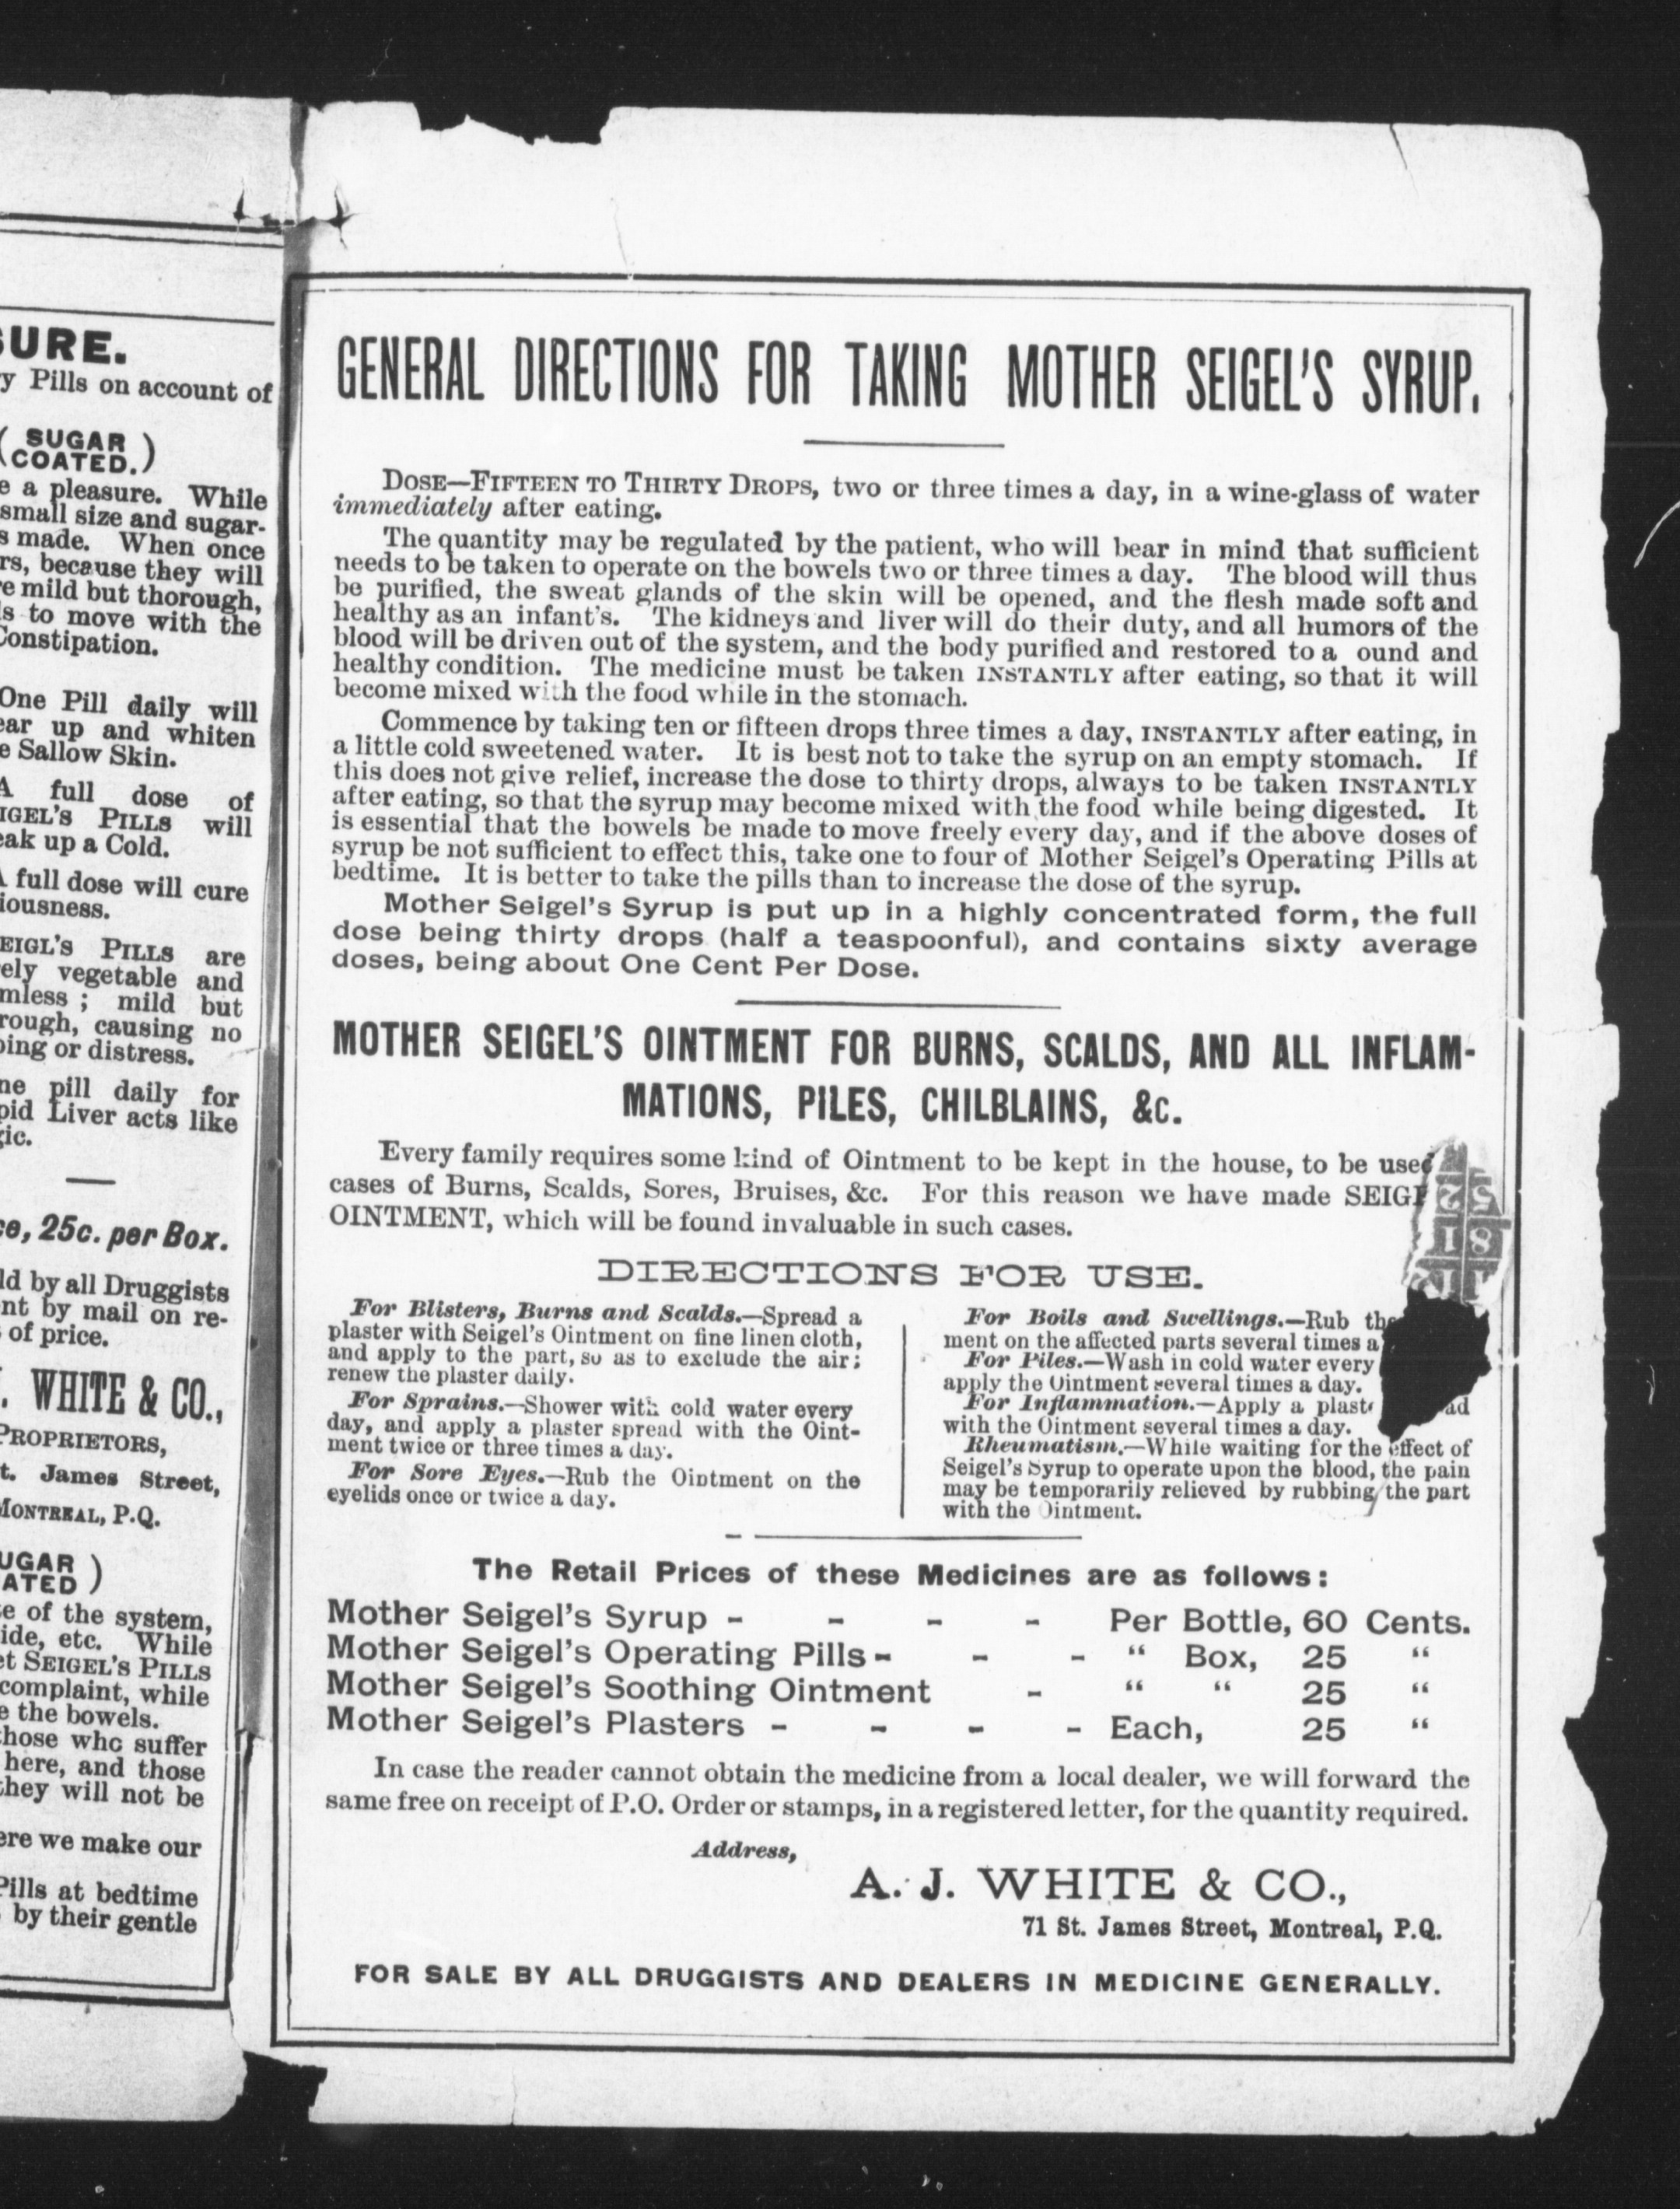 SURE.
y Pills on account of
( SUGAR )
(COATED.)
e a pleasure. While
small size and sugar-
s made. When once
rs, because they will
e mild but thorough,
ls to move with the
Constipation.
One Pill daily will
ear up and whiten
e Sallow Skin.
A full dose of
IGEL'S PILLS will
eak up a Cold.
A full dose will cure
iousness.
EIGL'S PILLS are
ely vegetable and
mless ; mild but
rough, causing no
ping or distress.
ne pill daily for
pid Liver acts like
gic.
ce, 25c. per Box.
ld by all Druggists
nt by mail on re-
of price.
. WHITE & CO.,
PROPRIETORS,
t. James Street,
MONTREAL, P.Q.
UGAR )
ATED )
e of the system,
ide, etc. While
et SEIGEL'S PILLS
complaint, while
e the bowels.
those who suffer
here, and those
they will not be
ere we make our
Pills at bedtime
by their gentle
GENERAL DIRECTIONS FOR TAKING MOTHER SEIGEL'S SYRUP.
DOSE—FIFTEEN TO THIRTY DROPS, two or three times a day, in a wine-glass of water
immediately after eating.
The quantity may be regulated by the patient, who will bear in mind that sufficient
needs to be taken to operate on the bowels two or three times a day. The blood will thus
be purified, the sweat glands of the skin will be opened, and the flesh made soft and
healthy as an infant's. The kidneys and liver will do their duty, and all humors of the
blood will be driven out of the system, and the body purified and restored to a ound and
healthy condition. The medicine must be taken INSTANTLY after eating, so that it will
become mixed with the food while in the stomach.
Commence by taking ten or fifteen drops three times a day, INSTANTLY after eating, in
a little cold sweetened water. It is best not to take the syrup on an empty stomach. If
this does not give relief, increase the dose to thirty drops, always to be taken INSTANTLY
after eating, so that the syrup may become mixed with the food while being digested. It
is essential that the bowels be made to move freely every day, and if the above doses of
syrup be not sufficient to effect this, take one to four of Mother Seigel's Operating Pills at
bedtime. It is better to take the pills than to increase the dose of the syrup.
Mother Seigel's Syrup is put up in a highly concentrated form, the full
dose being thirty drops (half a teaspoonful), and contains sixty average
doses, being about One Cent Per Dose.
MOTHER SEIGEL'S OINTMENT FOR BURNS, SCALDS, AND ALL INFLAM-
MATIONS, PILES, CHILBLAINS, &C.
Every family requires some kind of Ointment to be kept in the house, to be used
cases of Burns, Scalds, Sores, Bruises, &c. For this reason we have made SEIGE
OINTMENT, which will be found invaluable in such cases.
DIRECTIONS FOR USE.
For Blisters, Burns and Scalds.—Spread a
plaster with Seigel's Ointment on fine linen cloth,
and apply to the part, so as to exclude the air;
renew the plaster daily.
For Sprains.—Shower with cold water every
day, and apply a plaster spread with the Oint-
ment twice or three times a day.
For Sore Eyes.—Rub the Ointment on the
eyelids once or twice a day.
For Boils and Swellings.—Rub the
ment on the affected parts several times a
For Piles.—Wash in cold water every
apply the Ointment several times a day.
For Inflammation.—Apply a plaste ad
with the Ointment several times a day.
Rheumatism.—While waiting for the effect of
Seigel's Syrup to operate upon the blood, the pain
may be temporarily relieved by rubbing the part
with the Ointment.
The Retail Prices of these Medicines are as follows:
Mother Seigel's Syrup - - - - Per Bottle, 60 Cents.
Mother Seigel's Operating Pills - - - " Box, 25 "
Mother Seigel's Soothing Ointment - " " 25 "
Mother Seigel's Plasters - - - - Each, 25 "
In case the reader cannot obtain the medicine from a local dealer, we will forward the
same free on receipt of P.O. Order or stamps, in a registered letter, for the quantity required.
Address,
A. J. WHITE & CO.,
71 St. James Street, Montreal, P.Q.
FOR SALE BY ALL DRUGGISTS AND DEALERS IN MEDICINE GENERALLY.